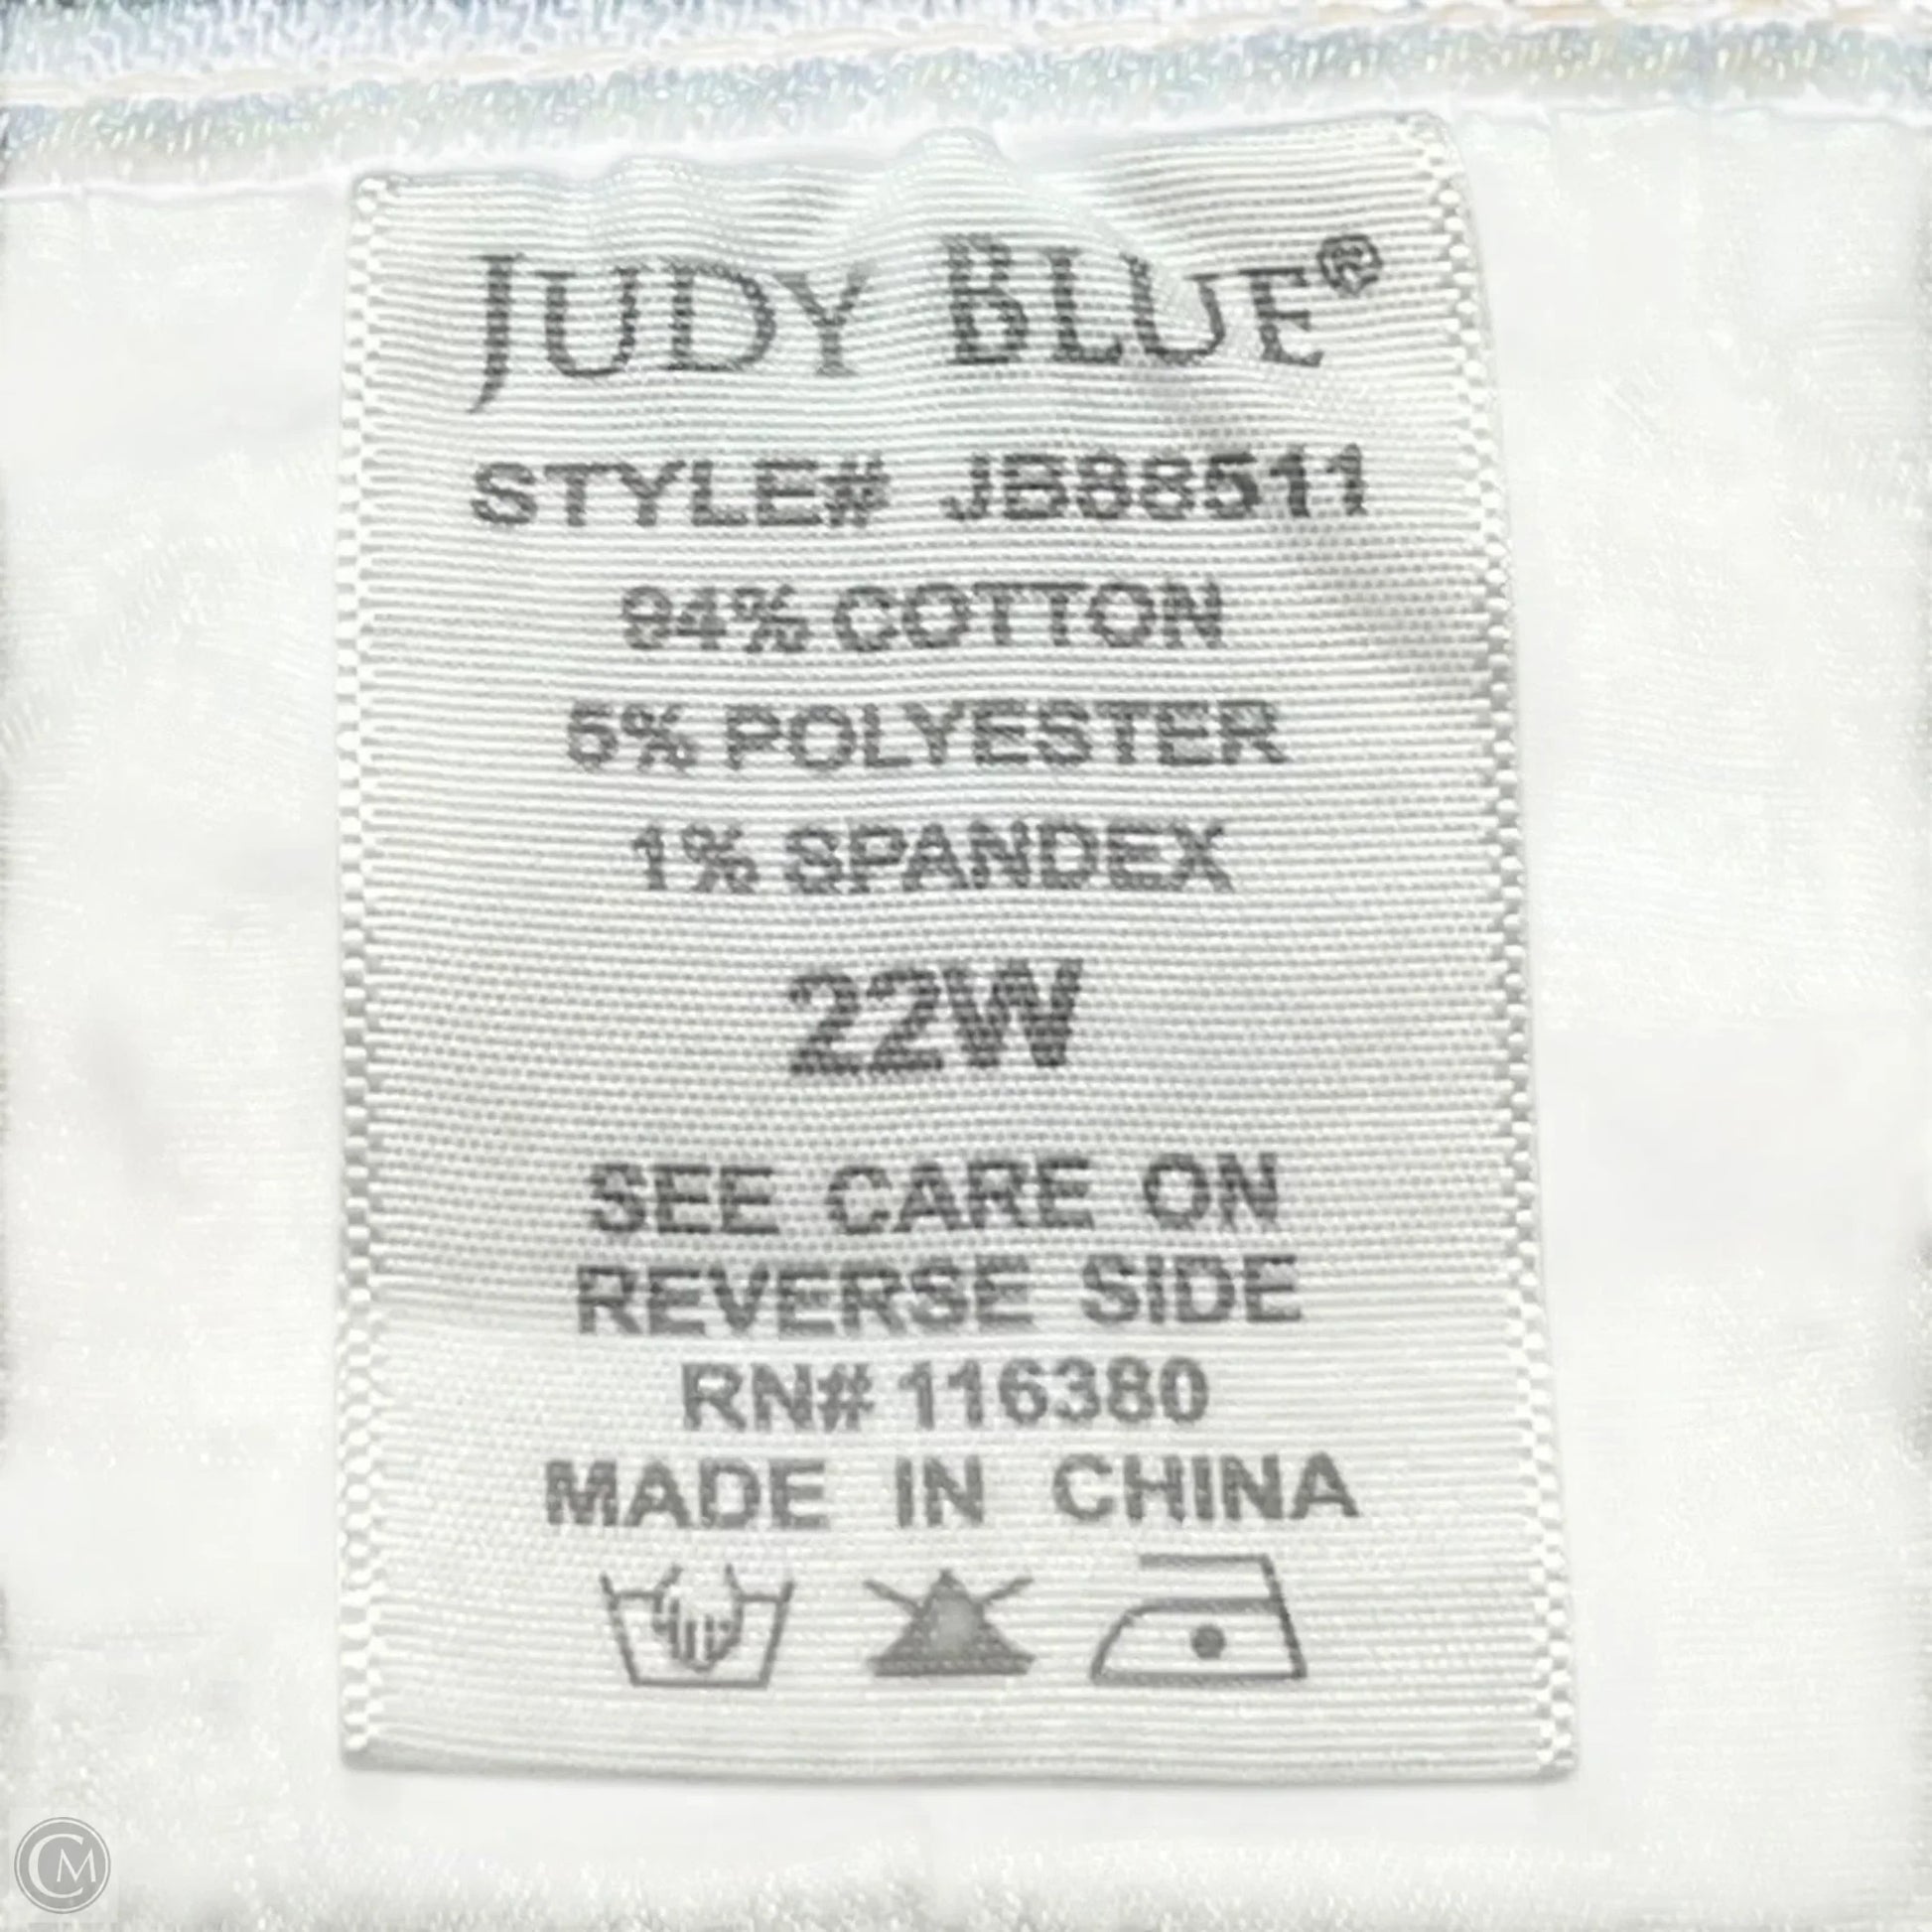 JUDY BLUE®
STYLE# JB88511
94% COTTON
5% POLYESTER
1% SPANDEX
22W
SEE CARE ON
REVERSE SIDE
RN# 116380
MADE IN CHINA
CM